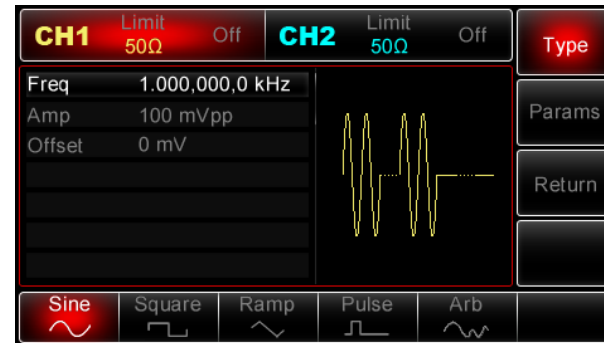 CH1 Limit 50Ω Off CH2 Limit 50Ω Off
Type
Freq 1.000,000,0 kHz
Amp 100 mVpp
Offset 0 mV
Params
Return
Sine Square Ramp Pulse Arb